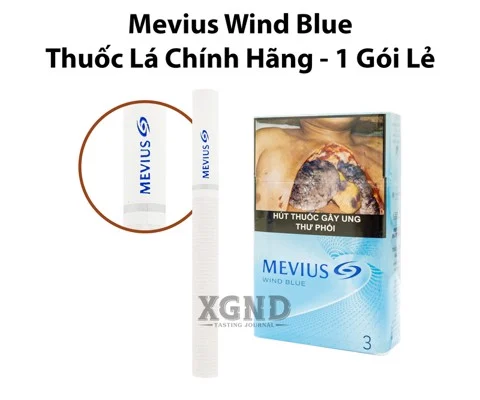 Mevius Wind Blue
Thuốc Lá Chính Hãng - 1 Gói Lẻ
MEVIUS
MEVIUS
HÚT THUỐC GÂY UNG
THƯ PHỔI
MEVIUS
WIND BLUE
XGND
TASTING JOURNAL
3